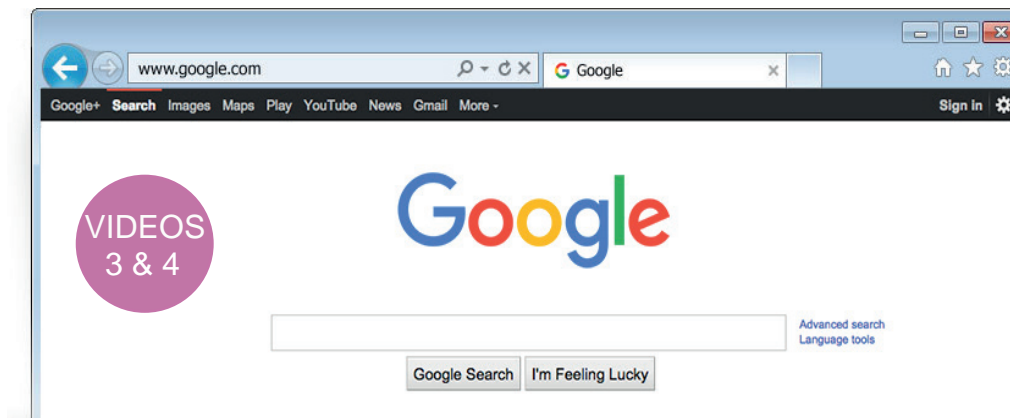 www.google.com
G Google
Google+ Search Images Maps Play YouTube News Gmail More
Sign in
VIDEOS
3 & 4
Google
Advanced search
Language tools
Google Search I'm Feeling Lucky